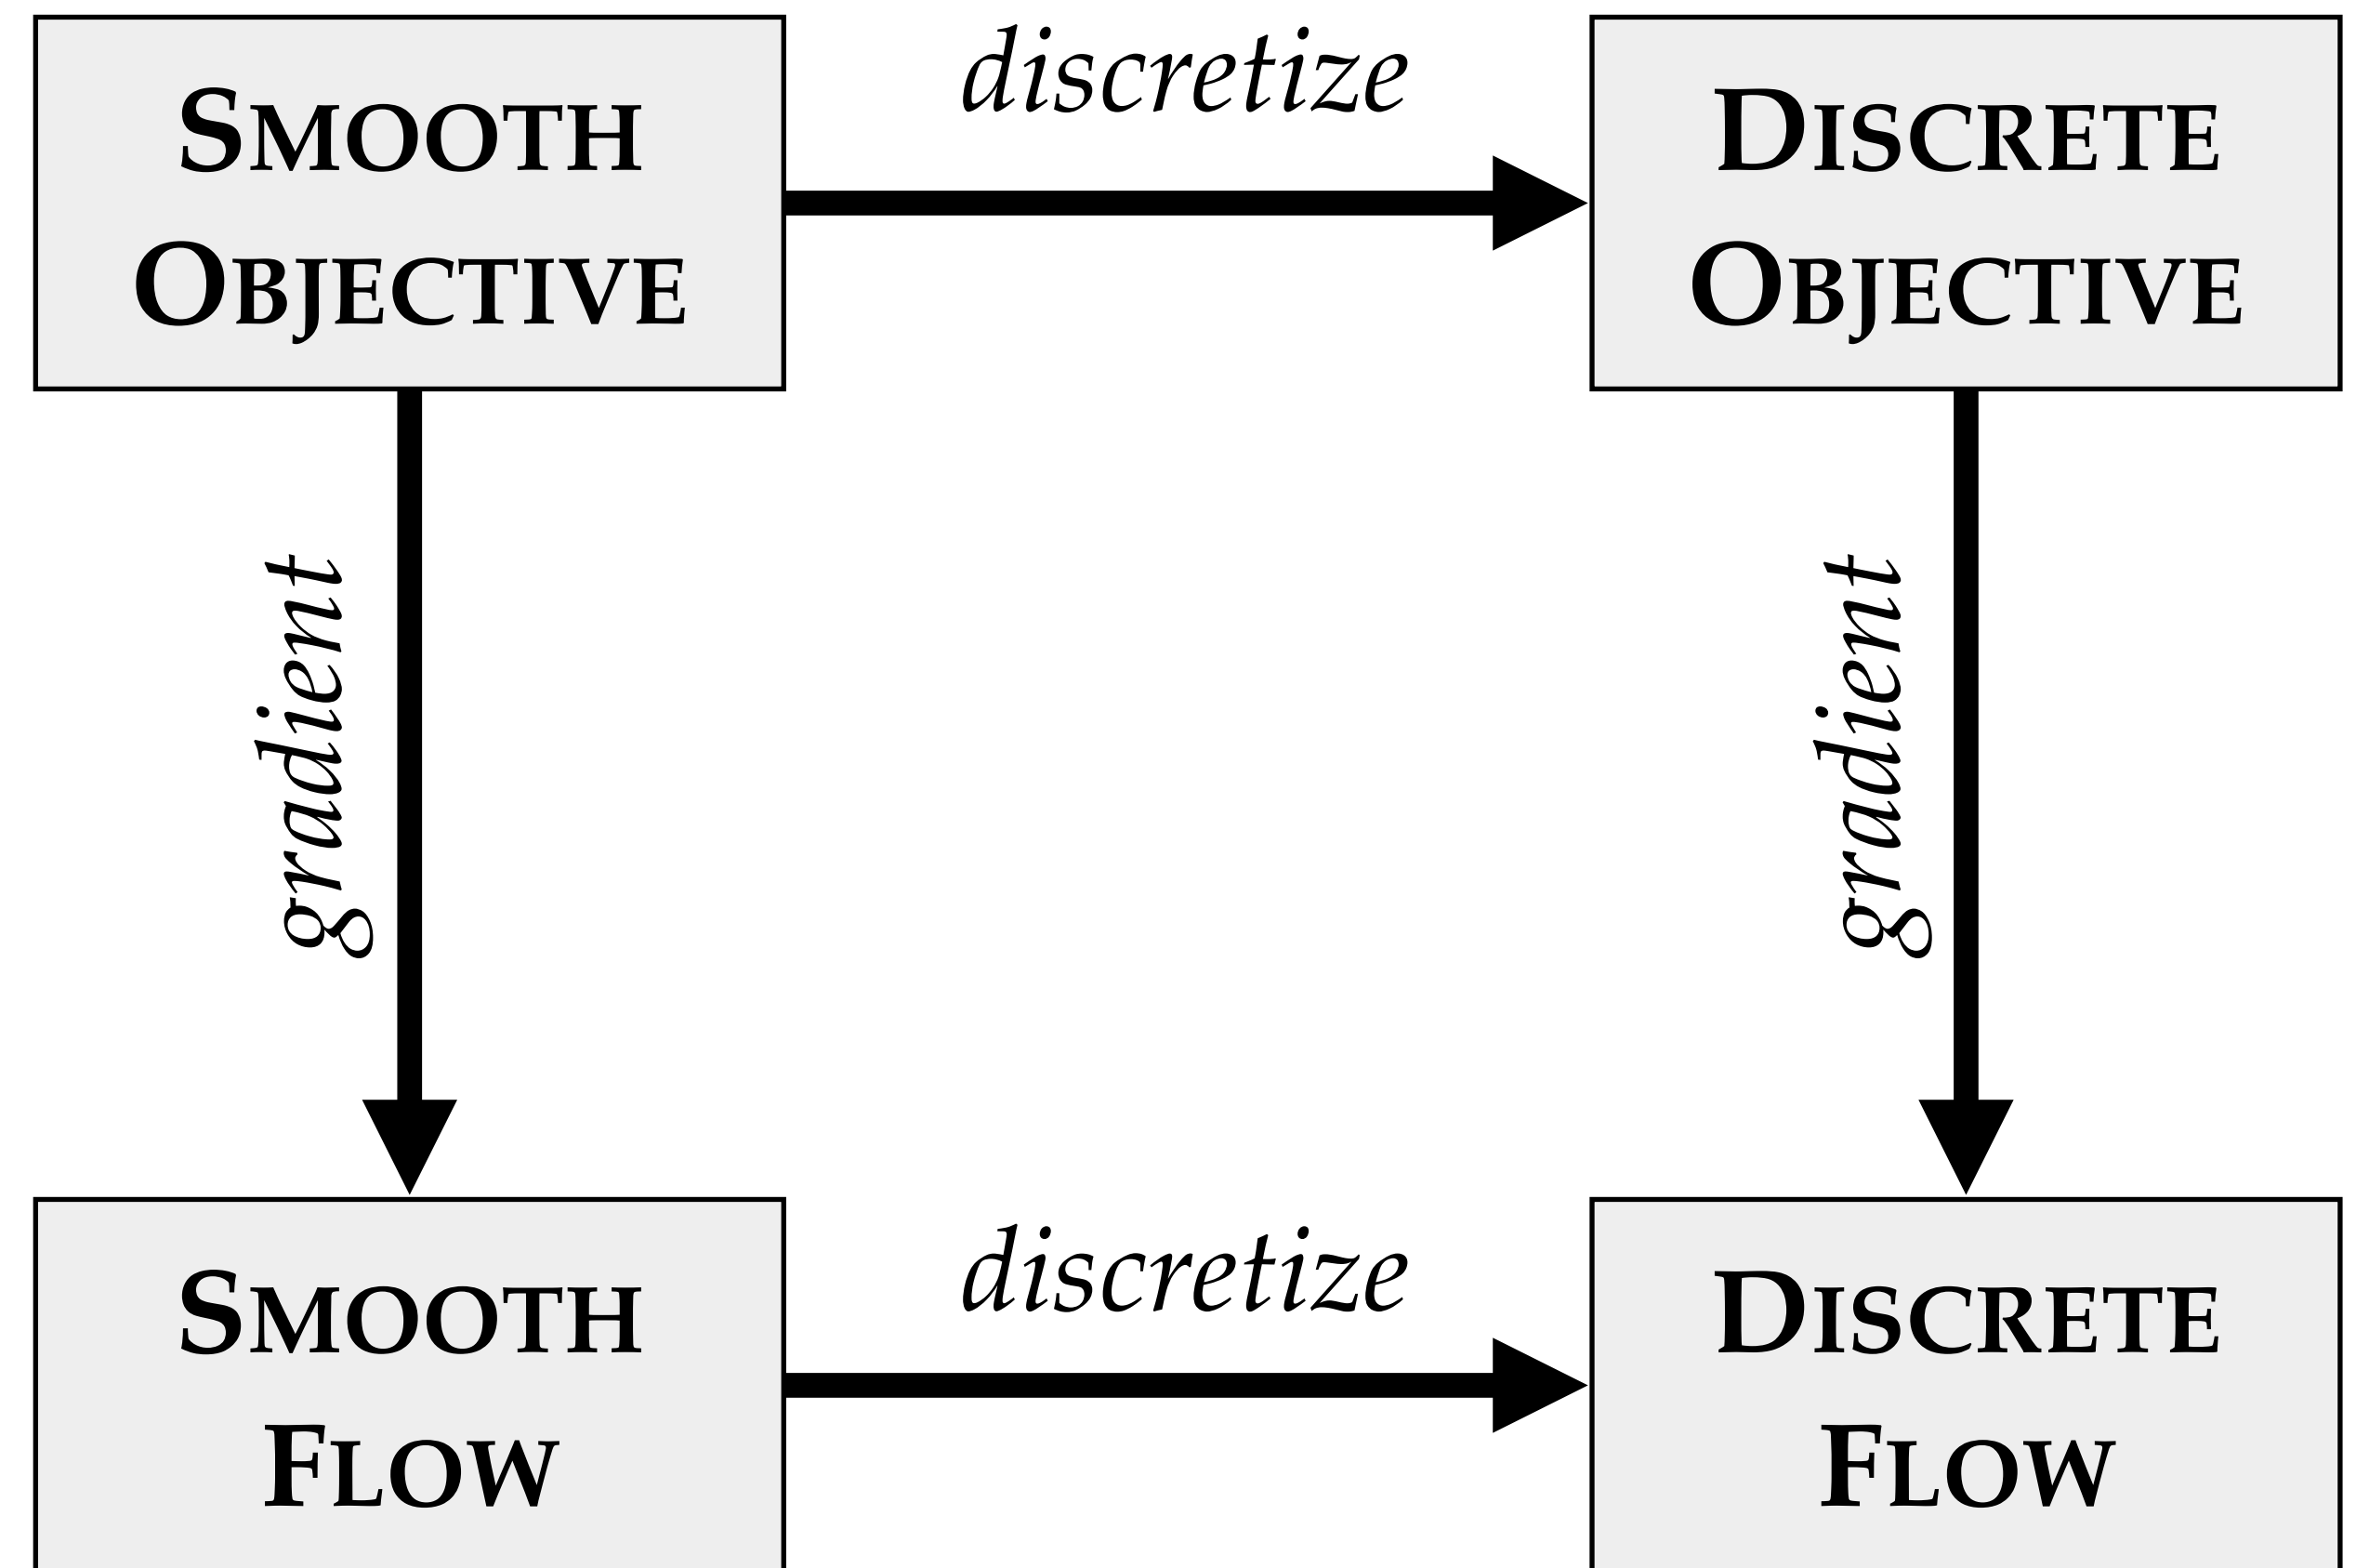 SMOOTH
OBJECTIVE
discretize
DISCRETE
OBJECTIVE
gradient
gradient
SMOOTH
FLOW
discretize
DISCRETE
FLOW